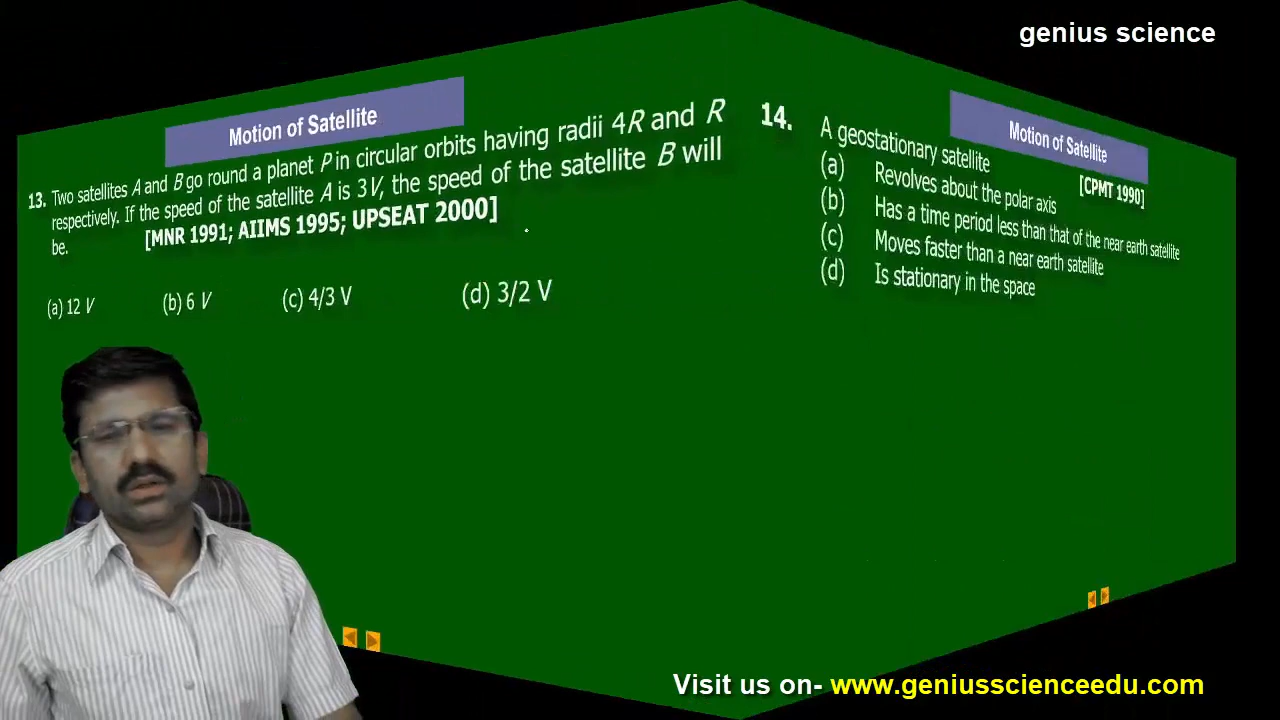 genius science
Motion of Satellite
13. Two satellites A and B go round a planet P in circular orbits having radii 4R and R
respectively. If the speed of the satellite A is 3V, the speed of the satellite B will
be. [MNR 1991; AIIMS 1995; UPSEAT 2000]
(a) 12 V (b) 6 V (c) 4/3 V (d) 3/2 V
Motion of Satellite
14. A geostationary satellite
[CPMT 1990]
(a) Revolves about the polar axis
(b) Has a time period less than that of the near earth satellite
(c) Moves faster than a near earth satellite
(d) Is stationary in the space
Visit us on- www.geniusscienceedu.com